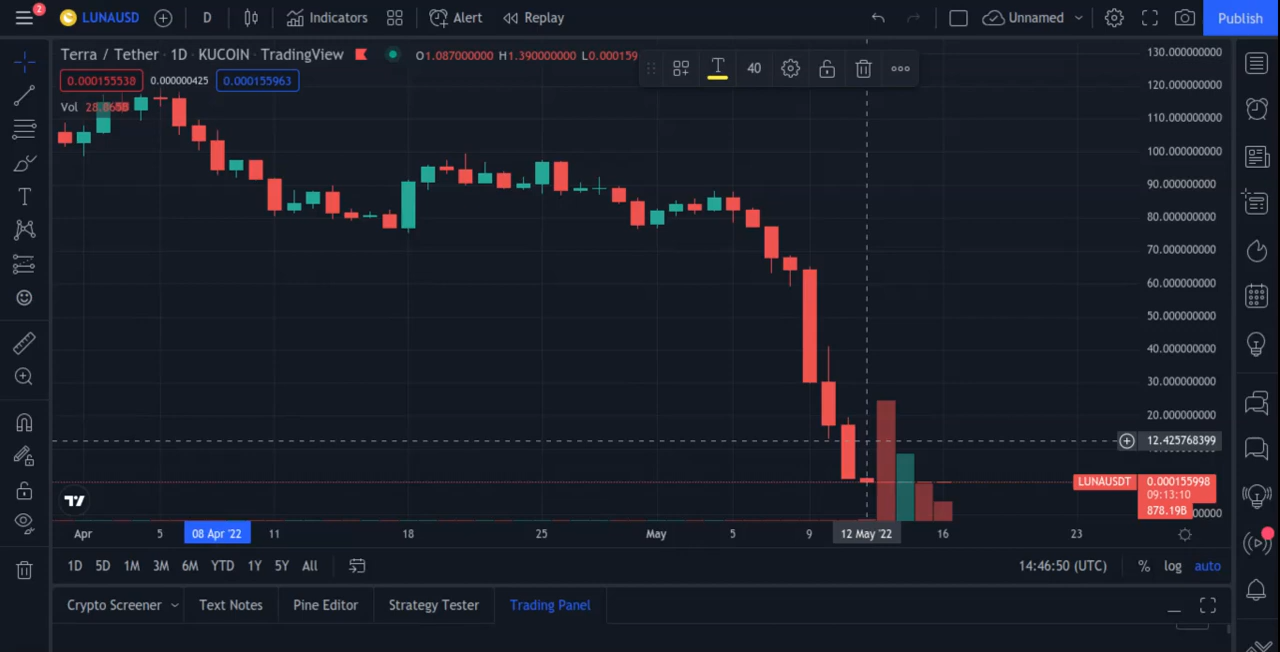 2
LUNAUSD
D
Indicators
Alert
Replay
Unnamed
Publish
Terra / Tether · 1D · KUCOIN · TradingView
O1.087000000 H1.390000000 L0.000159
0.000155538
0.000000425
0.000155963
Vol 28.865B
T
40
130.000000000
120.000000000
110.000000000
100.000000000
90.000000000
80.000000000
70.000000000
60.000000000
50.000000000
40.000000000
30.000000000
20.000000000
12.425768399
LUNAUSDT
0.000155998
09:13:10
878.19B
Apr
5
08 Apr '22
11
18
25
May
5
9
12 May '22
16
23
1D
5D
1M
3M
6M
YTD
1Y
5Y
All
14:46:50 (UTC)
%
log
auto
Crypto Screener
Text Notes
Pine Editor
Strategy Tester
Trading Panel